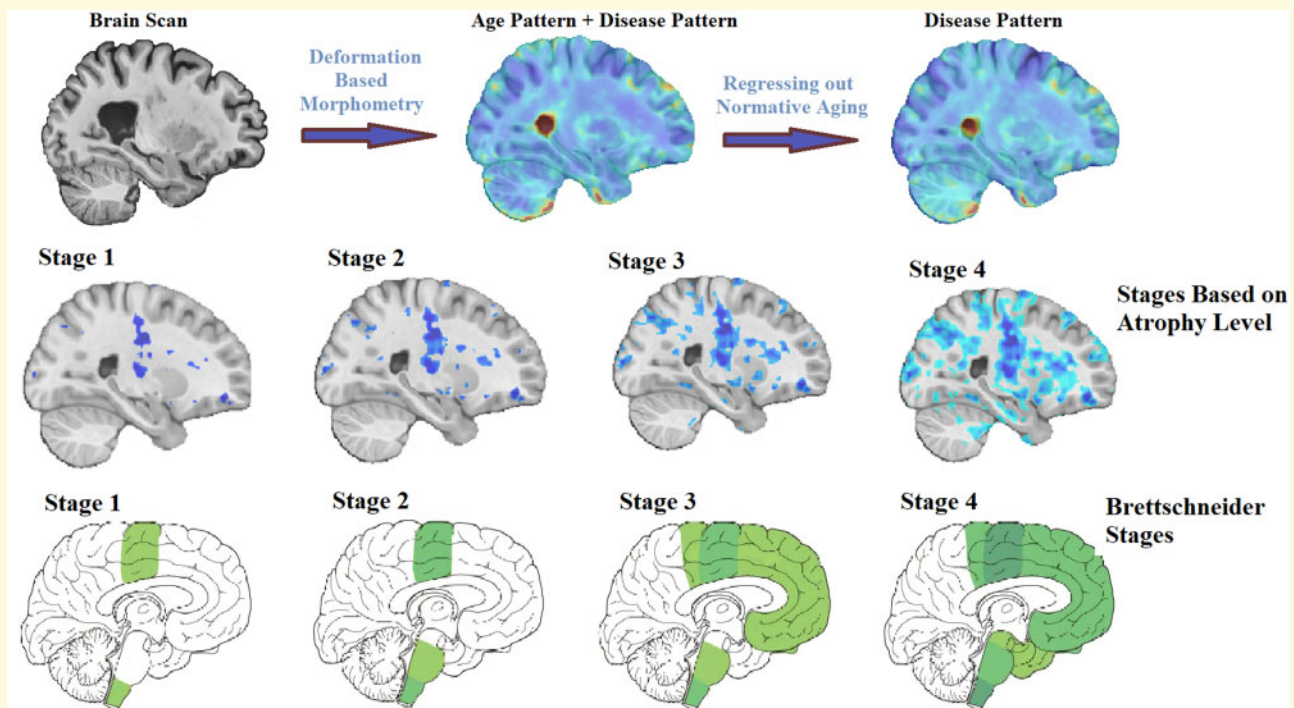 Brain Scan
Age Pattern + Disease Pattern
Disease Pattern
Deformation
Based
Morphometry
Regressing out
Normative Aging
Stage 1
Stage 2
Stage 3
Stage 4
Stages Based on
Atrophy Level
Stage 1
Stage 2
Stage 3
Stage 4
Brettschneider
Stages